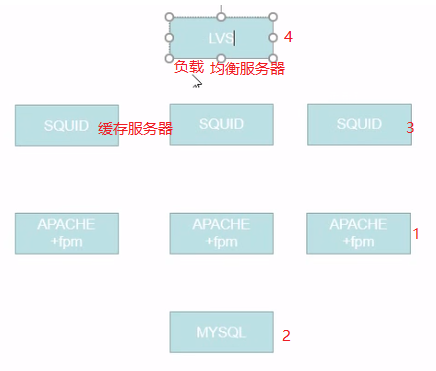 LVS 4
负载 均衡服务器
SQUID 缓存服务器 SQUID SQUID 3
APACHE APACHE APACHE
+fpm +fpm +fpm 1
MYSQL 2